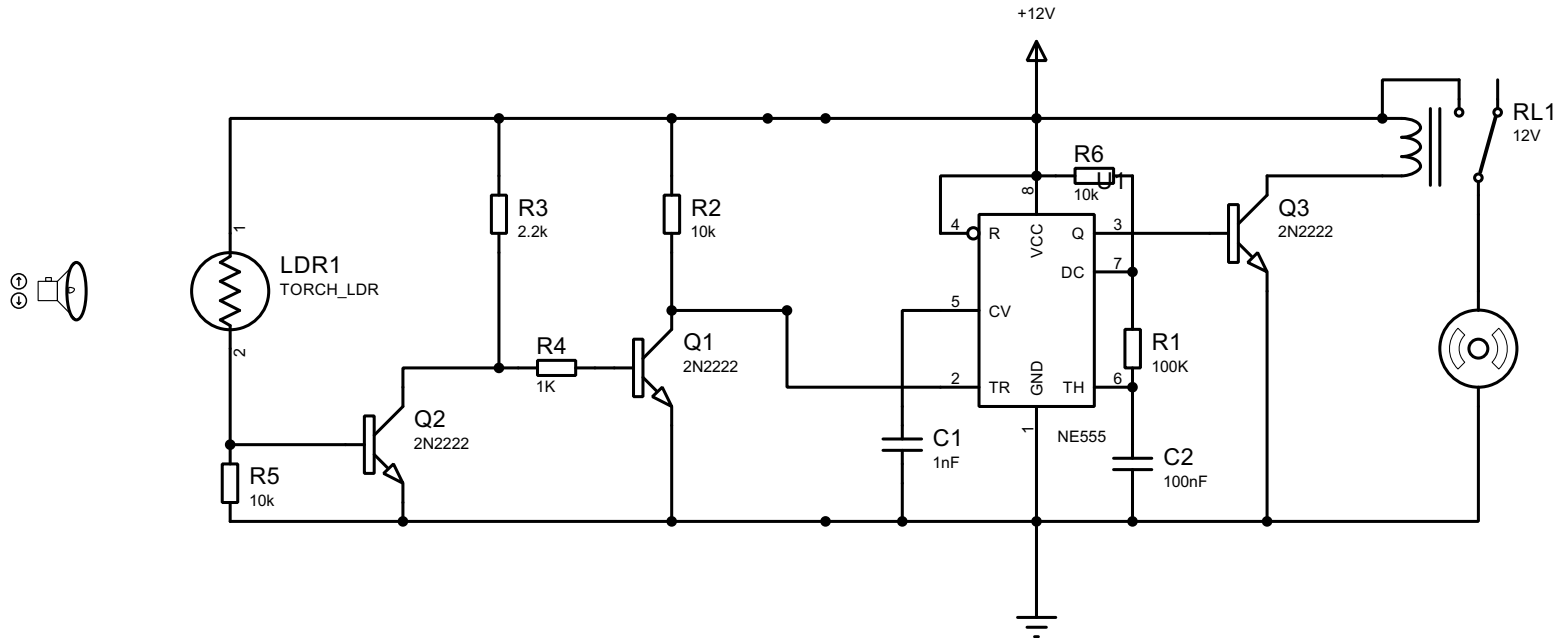 +12V
RL1
12V
R6
10k
U1
R3
2.2k
R2
10k
Q3
2N2222
1
8
4
R
VCC
Q
3
DC
7
LDR1
TORCH_LDR
5
CV
2
R4
1K
Q1
2N2222
R1
100K
2
TR
GND
TH
6
Q2
2N2222
1
NE555
C1
1nF
C2
100nF
R5
10k